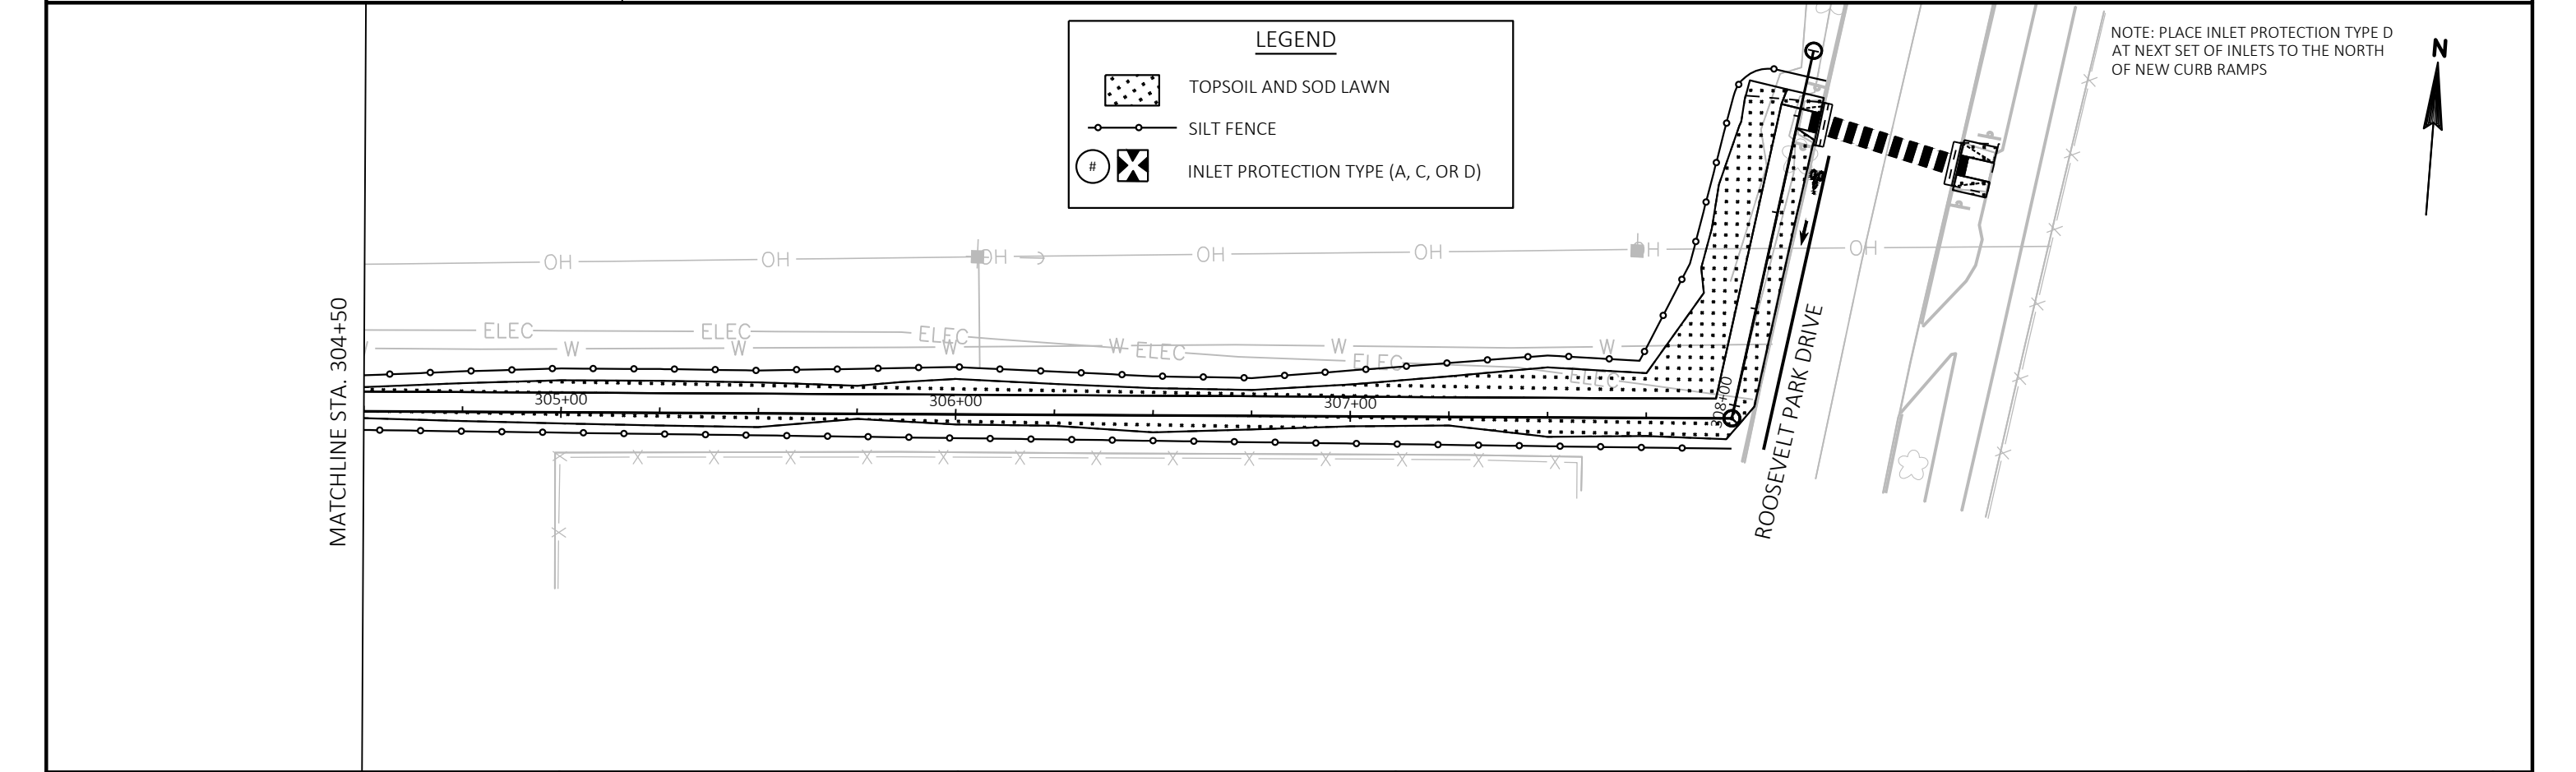 LEGEND
TOPSOIL AND SOD LAWN
SILT FENCE
#
INLET PROTECTION TYPE (A, C, OR D)
NOTE: PLACE INLET PROTECTION TYPE D
AT NEXT SET OF INLETS TO THE NORTH
OF NEW CURB RAMPS
N
OH OH OH OH OH OH OH
ELEC ELEC ELEC ELEC ELEC ELEC
W W W W W W
MATCHLINE STA. 304+50
305+00
306+00
307+00
308+00
ROOSEVELT PARK DRIVE
X X X X X X X X X X X X X X X
X X X X X X X